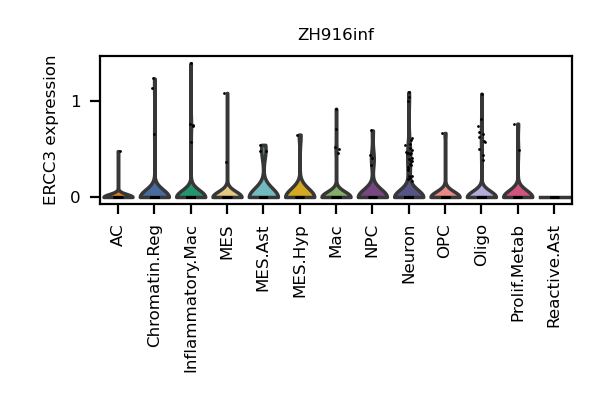 ZH916inf
ERCC3 expression
1
0
AC
Chromatin.Reg
Inflammatory.Mac
MES
MES.Ast
MES.Hyp
Mac
NPC
Neuron
OPC
Oligo
Prolif.Metab
Reactive.Ast